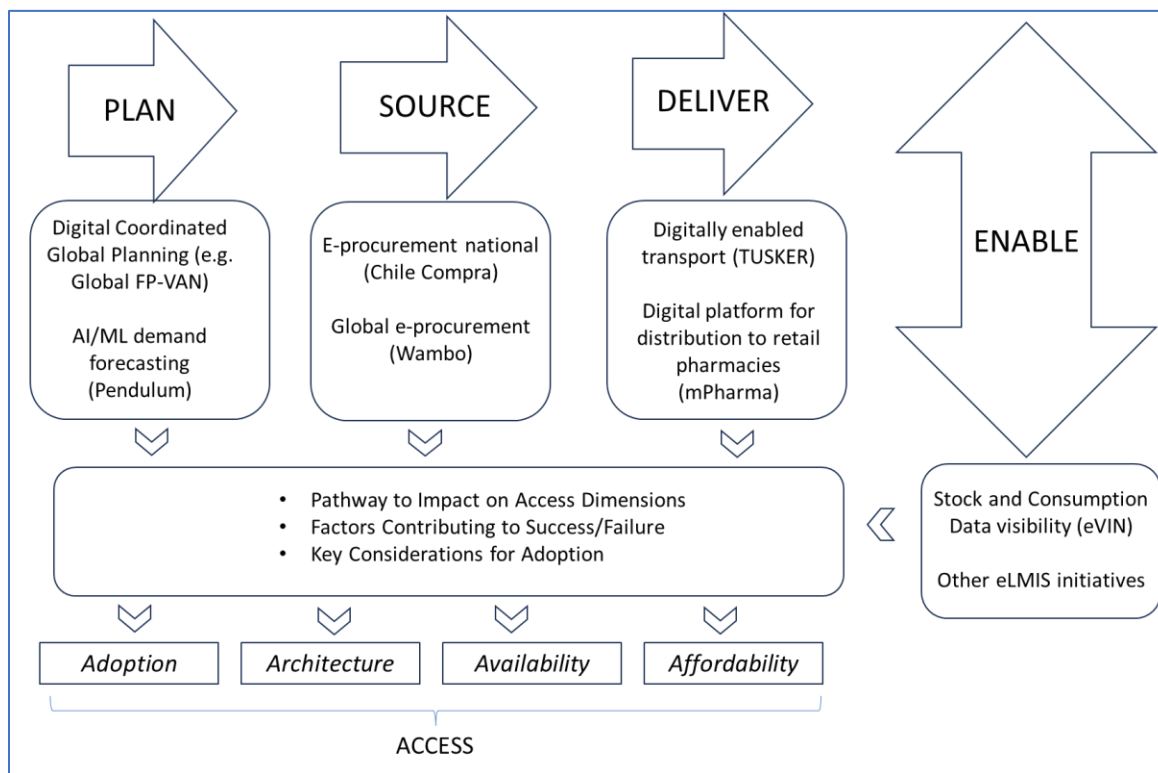 PLAN
SOURCE
DELIVER
ENABLE
Digital Coordinated
Global Planning (e.g.
Global FP-VAN)
AI/ML demand
forecasting
(Pendulum)
E-procurement national
(Chile Compra)
Global e-procurement
(Wambo)
Digitally enabled
transport (TUSKER)
Digital platform for
distribution to retail
pharmacies
(mPharma)
• Pathway to Impact on Access Dimensions
• Factors Contributing to Success/Failure
• Key Considerations for Adoption
Stock and Consumption
Data visibility (eVIN)
Other eLMIS initiatives
Adoption
Architecture
Availability
Affordability
ACCESS